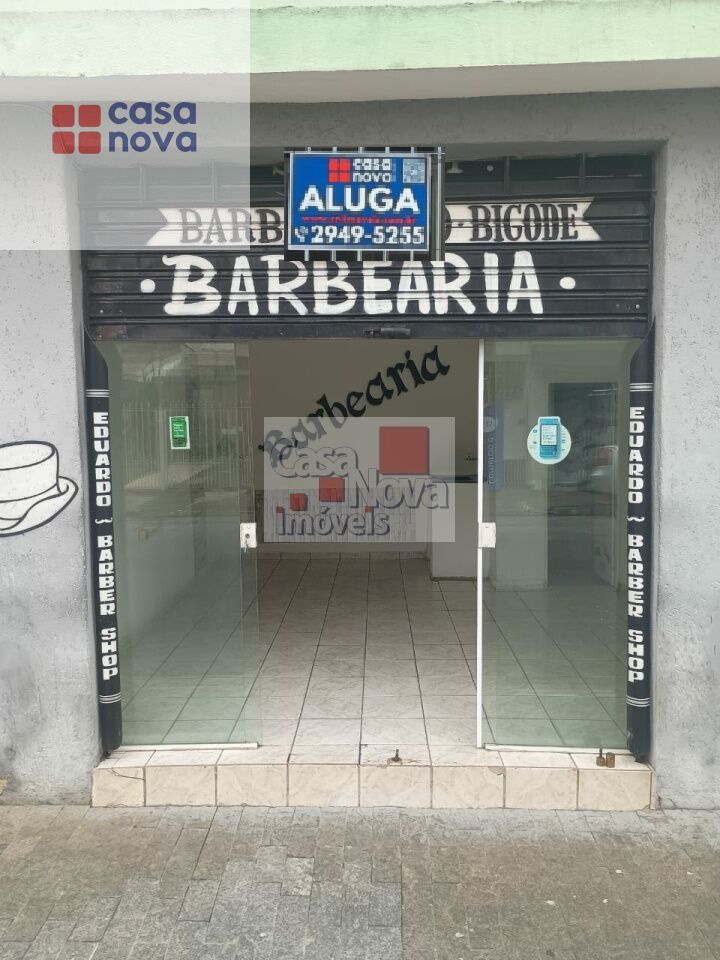 casa
nova
casa
nova
ALUGA
2949-5255
BARB
BIGODE
· BARBEARIA ·
Barbearia
Casa
Nova
Imóveis
EDUARDO ~ BARBER SHOP
EDUARDO ~ BARBER SHOP